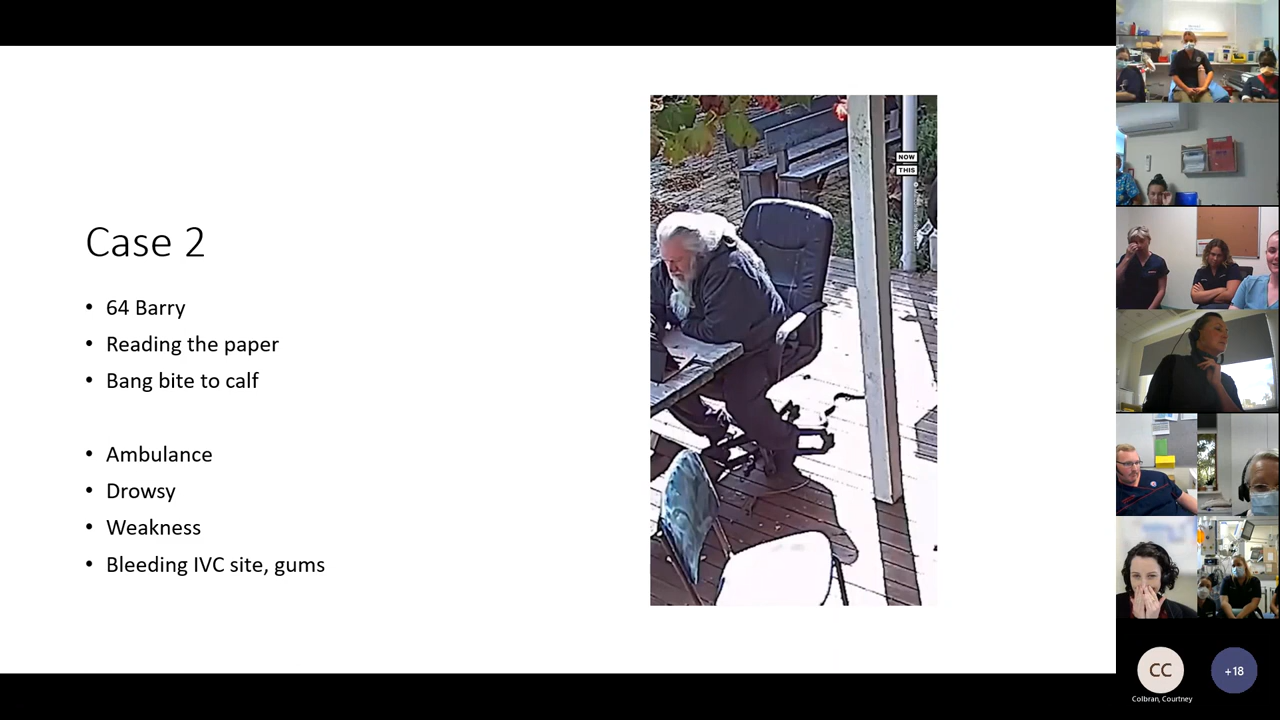 Case 2
• 64 Barry
• Reading the paper
• Bang bite to calf
• Ambulance
• Drowsy
• Weakness
• Bleeding IVC site, gums
NOW
THIS
CC
+18
Colbran, Courtney